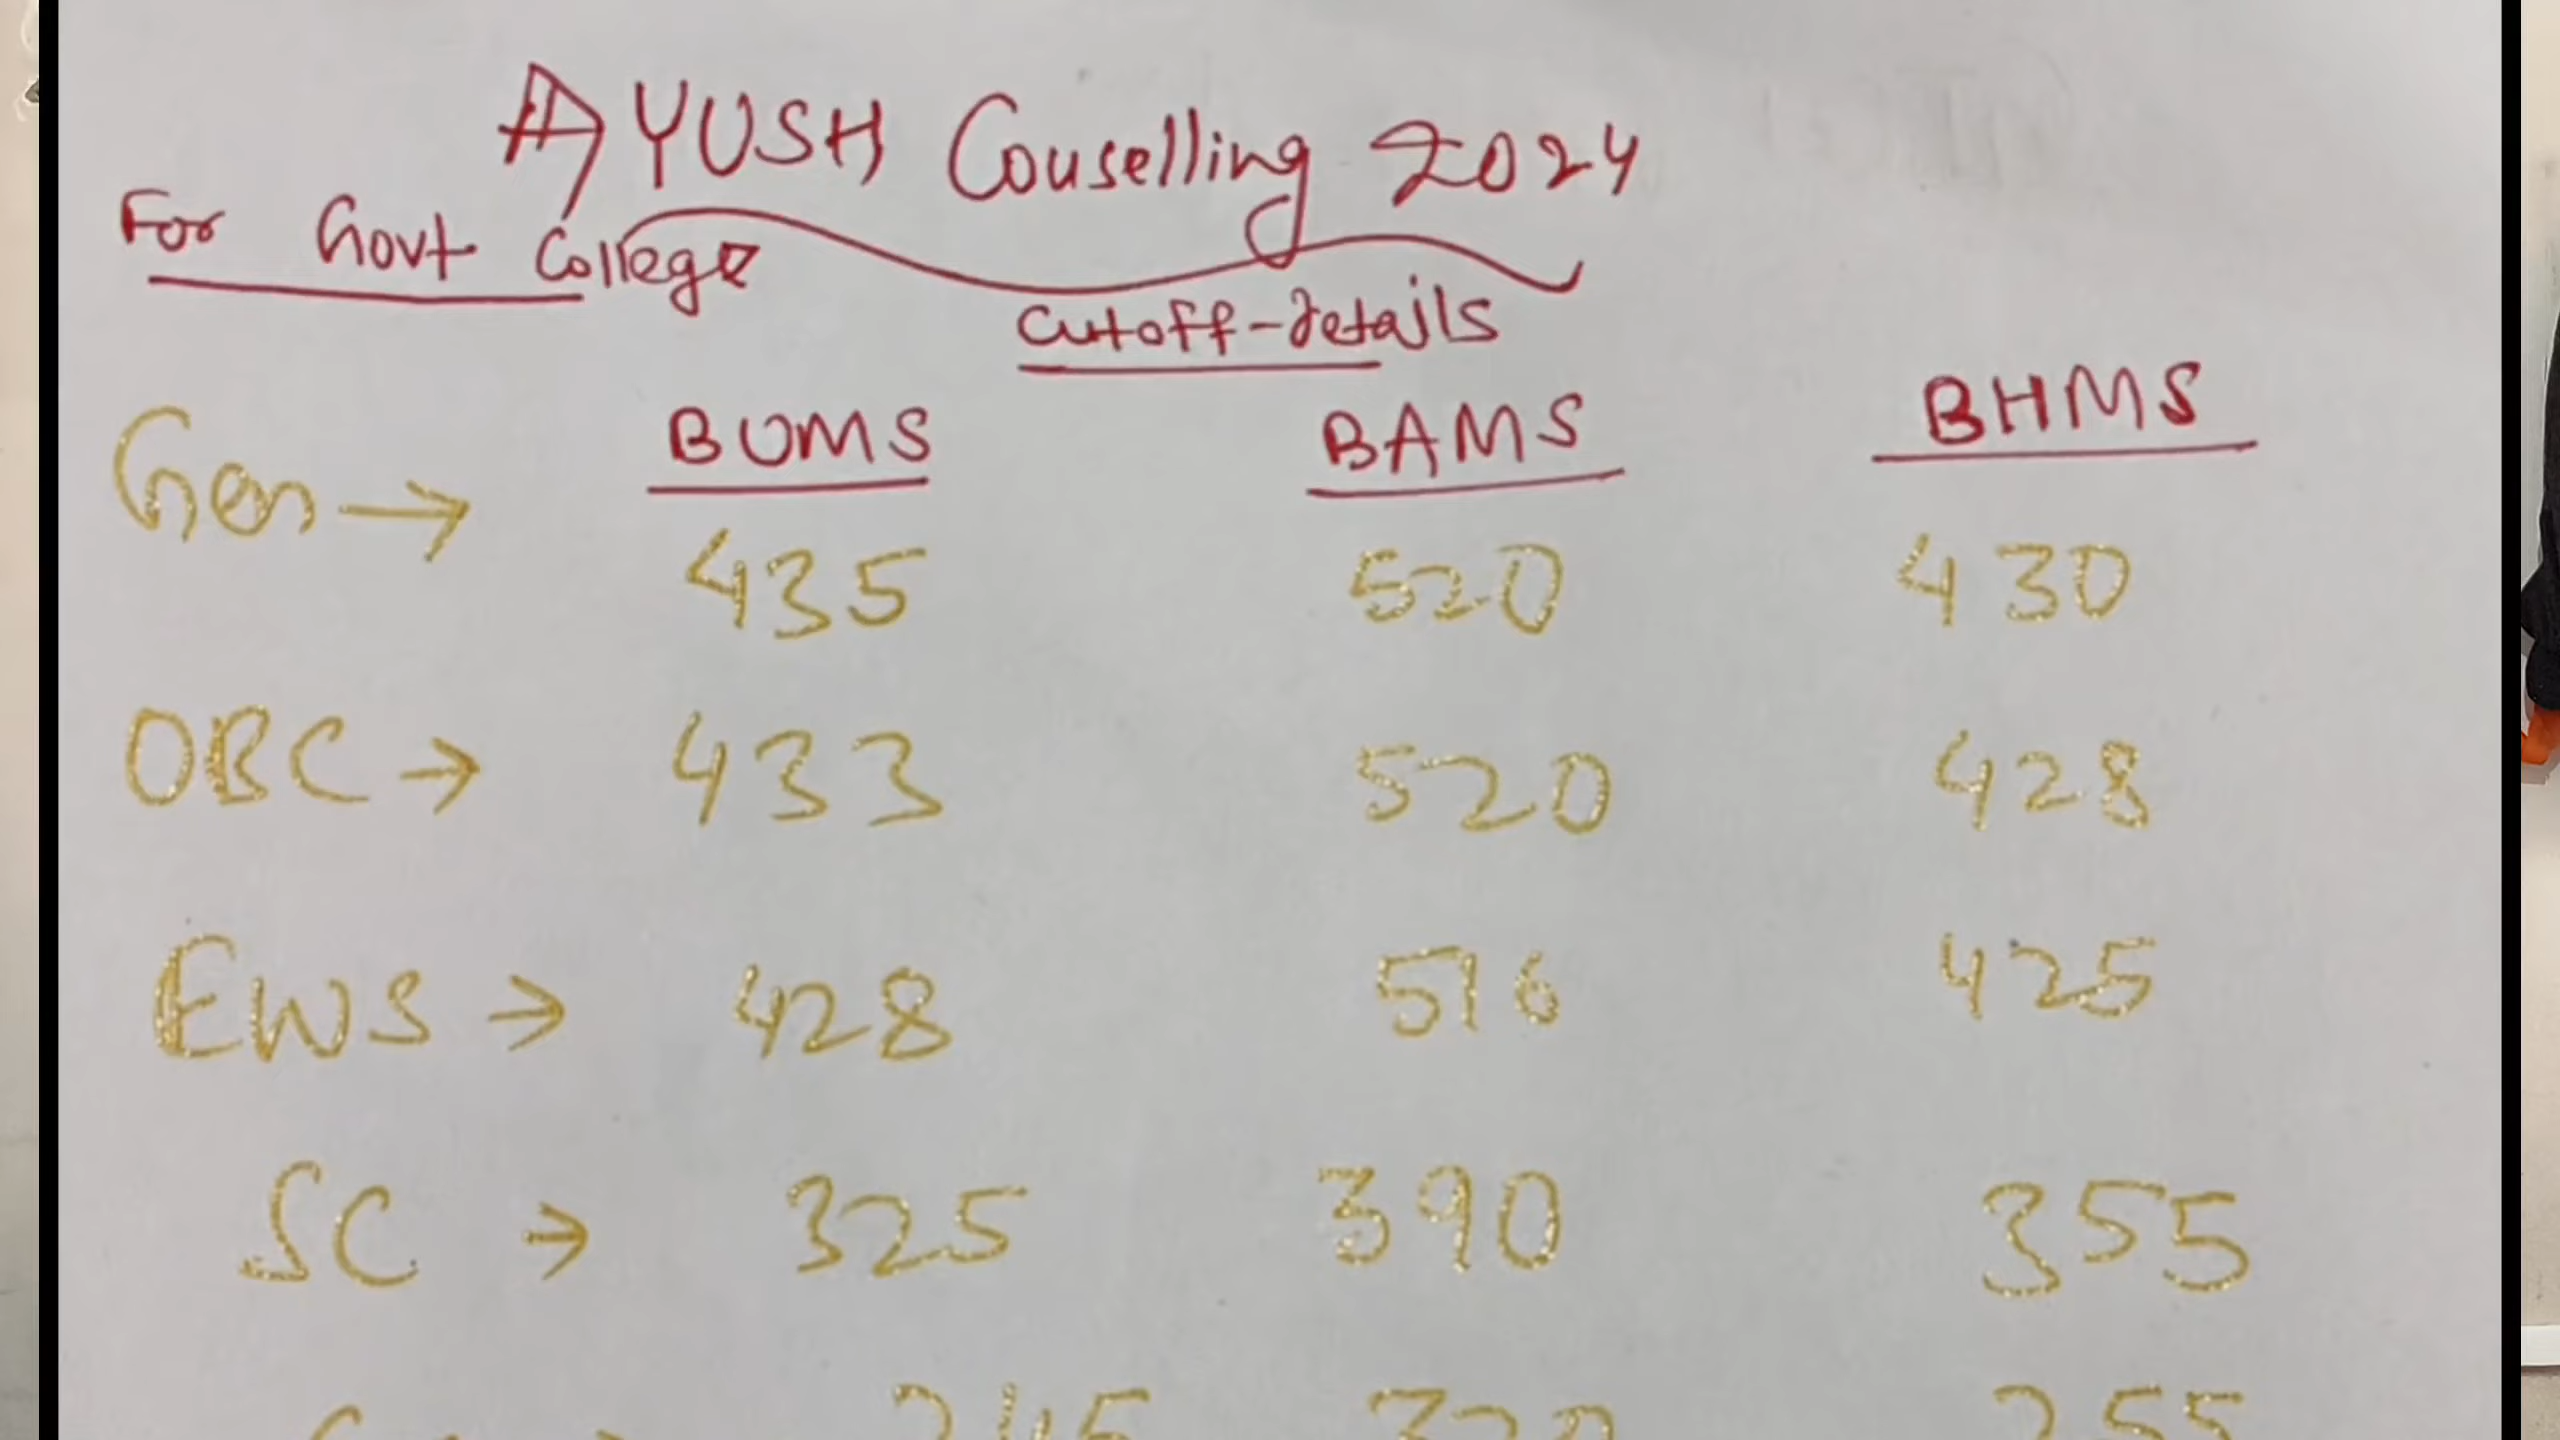 AYUSH Couselling 2024
For Govt College
Cutoff-details
BUMS BAMS BHMS
Gen →
435 520 430
OBC → 433 520 428
EWS → 428 516 425
SC → 325 390 355